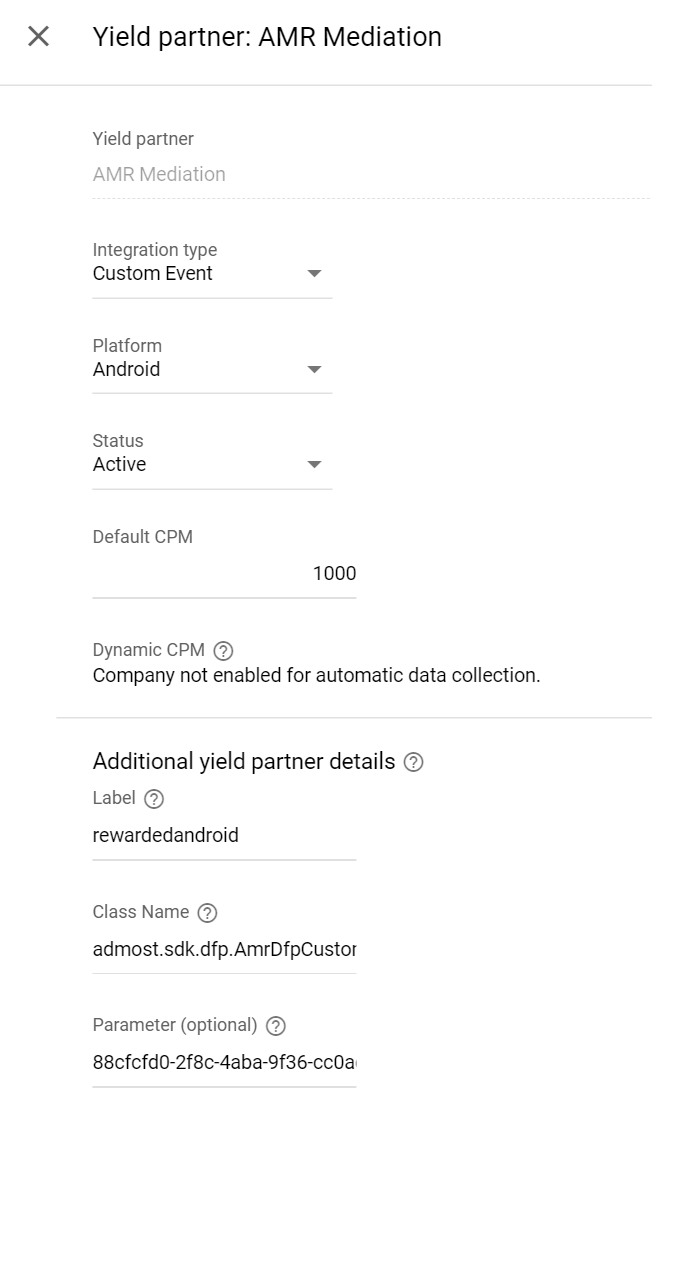 Yield partner: AMR Mediation
Yield partner
AMR Mediation
Integration type
Custom Event
Platform
Android
Status
Active
Default CPM
1000
Dynamic CPM
Company not enabled for automatic data collection.
Additional yield partner details
Label
rewardedandroid
Class Name
admost.sdk.dfp.AmrDfpCustor
Parameter (optional)
88cfcfd0-2f8c-4aba-9f36-cc0a